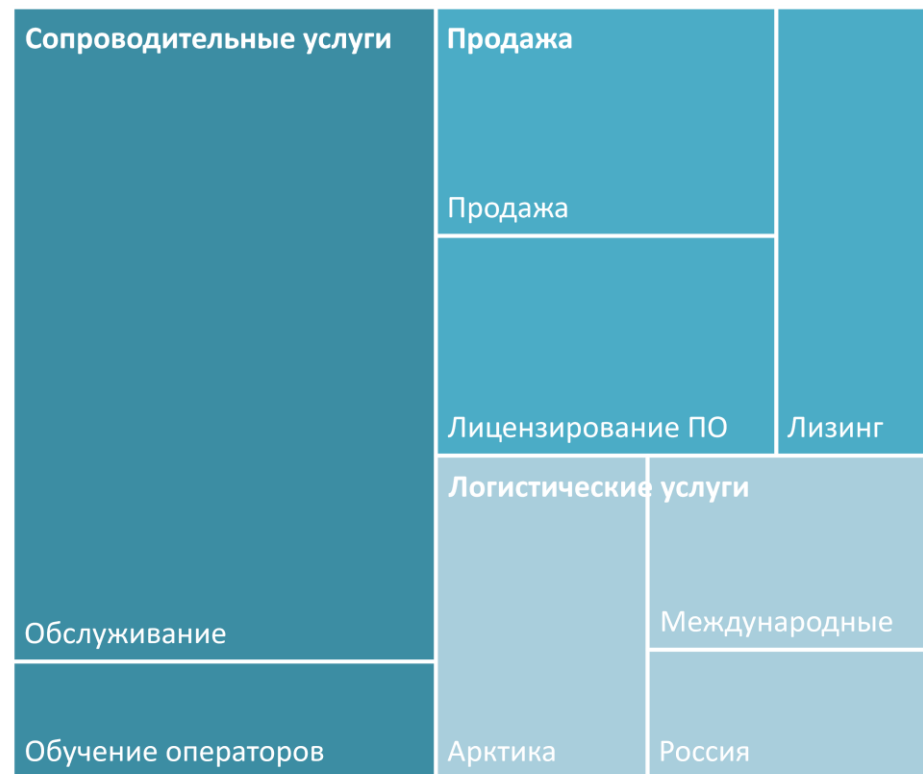 Сопроводительные услуги
Обслуживание
Обучение операторов
Продажа
Продажа
Лицензирование ПО
Лизинг
Логистические услуги
Арктика
Международные
Россия